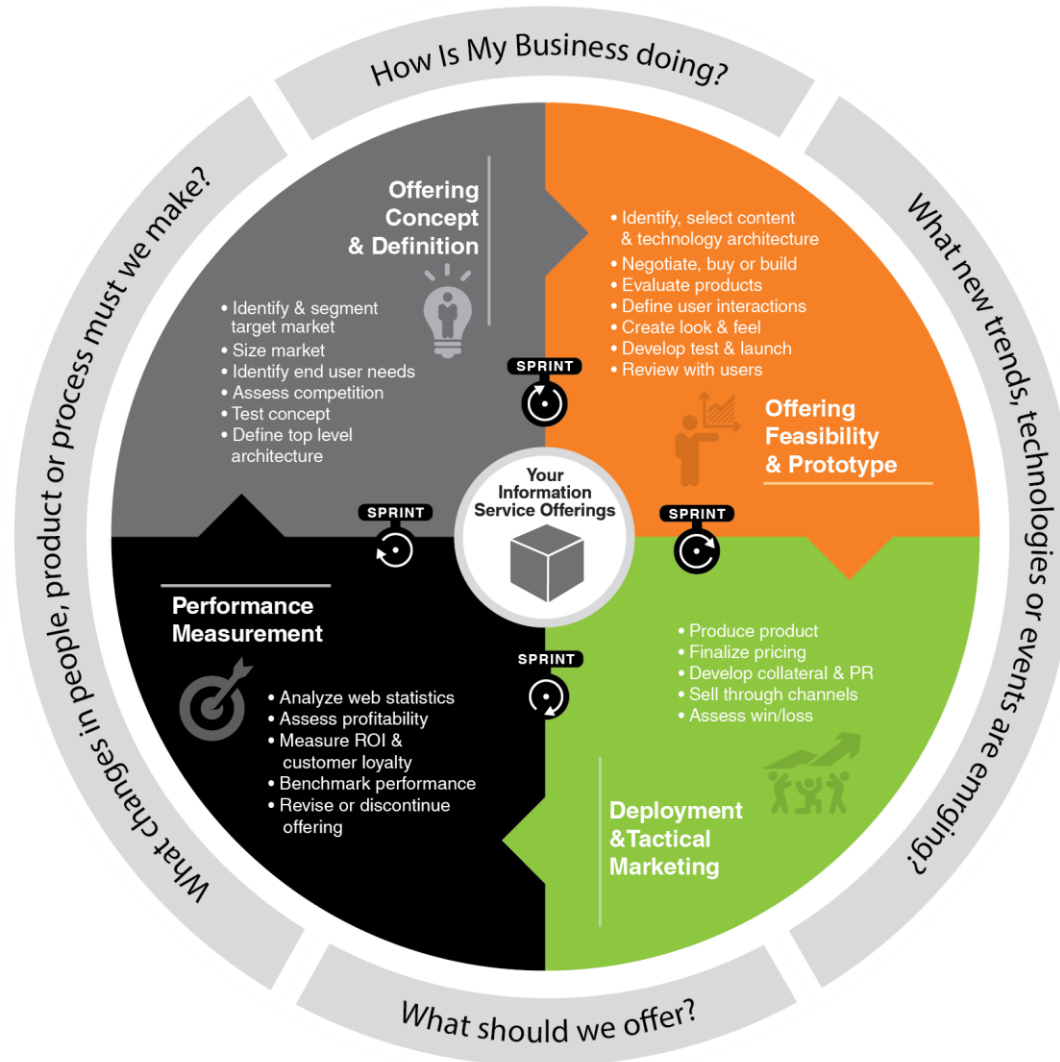 How Is My Business doing?
What new trends, technologies or events are emrging?
What should we offer?
What changes in people, product or process must we make?
Offering
Concept
& Definition
• Identify & segment
target market
• Size market
• Identify end user needs
• Assess competition
• Test concept
• Define top level
architecture
• Identify, select content
& technology architecture
• Negotiate, buy or build
• Evaluate products
• Define user interactions
• Create look & feel
• Develop test & launch
• Review with users
Offering
Feasibility
& Prototype
SPRINT
SPRINT
SPRINT
SPRINT
Your
Information
Service Offerings
• Produce product
• Finalize pricing
• Develop collateral & PR
• Sell through channels
• Assess win/loss
Deployment
&Tactical
Marketing
Performance
Measurement
• Analyze web statistics
• Assess profitability
• Measure ROI &
customer loyalty
• Benchmark performance
• Revise or discontinue
offering